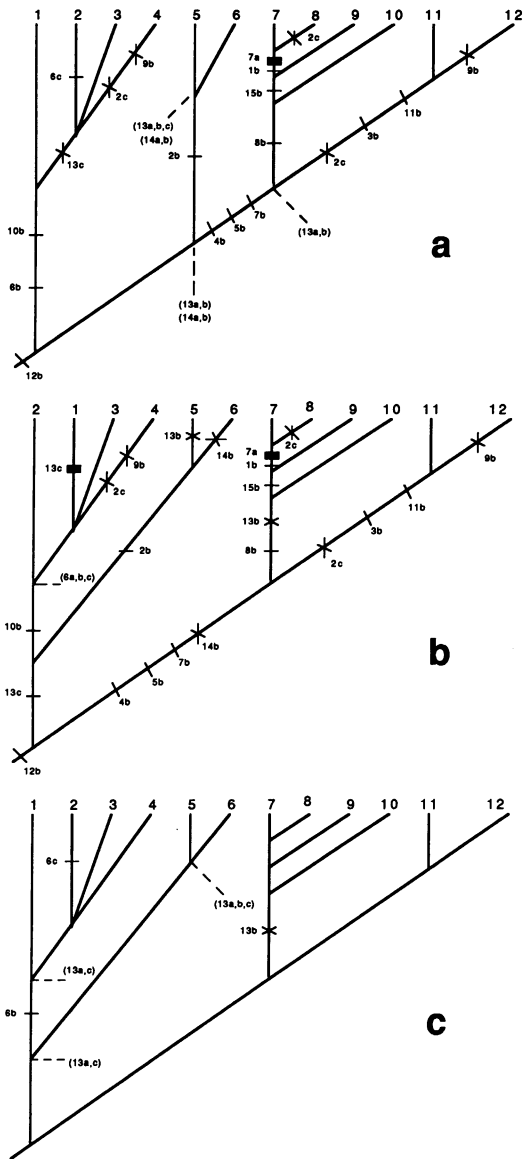 1 2 3 4 5 6 7 8 9 10 11 12
2c
9b
7a
6c
1b
9b
2c
15b
11b
(13a,b,c)
(14a,b)
3b
13c
2b
8b
2c
7b
(13a,b)
5b
10b
4b
a
6b
(13a,b)
(14a,b)
12b
2 1 3 4 5 6 7 8 9 10 11 12
13b
2c
14b
7a
9b
13c
9b
1b
2c
15b
11b
13b
3b
2b
8b
2c
(6a,b,c)
10b
14b
7b
b
5b
13c
4b
12b
1 2 3 4 5 6 7 8 9 10 11 12
6c
(13a,b,c)
13b
(13a,c)
6b
c
(13a,c)